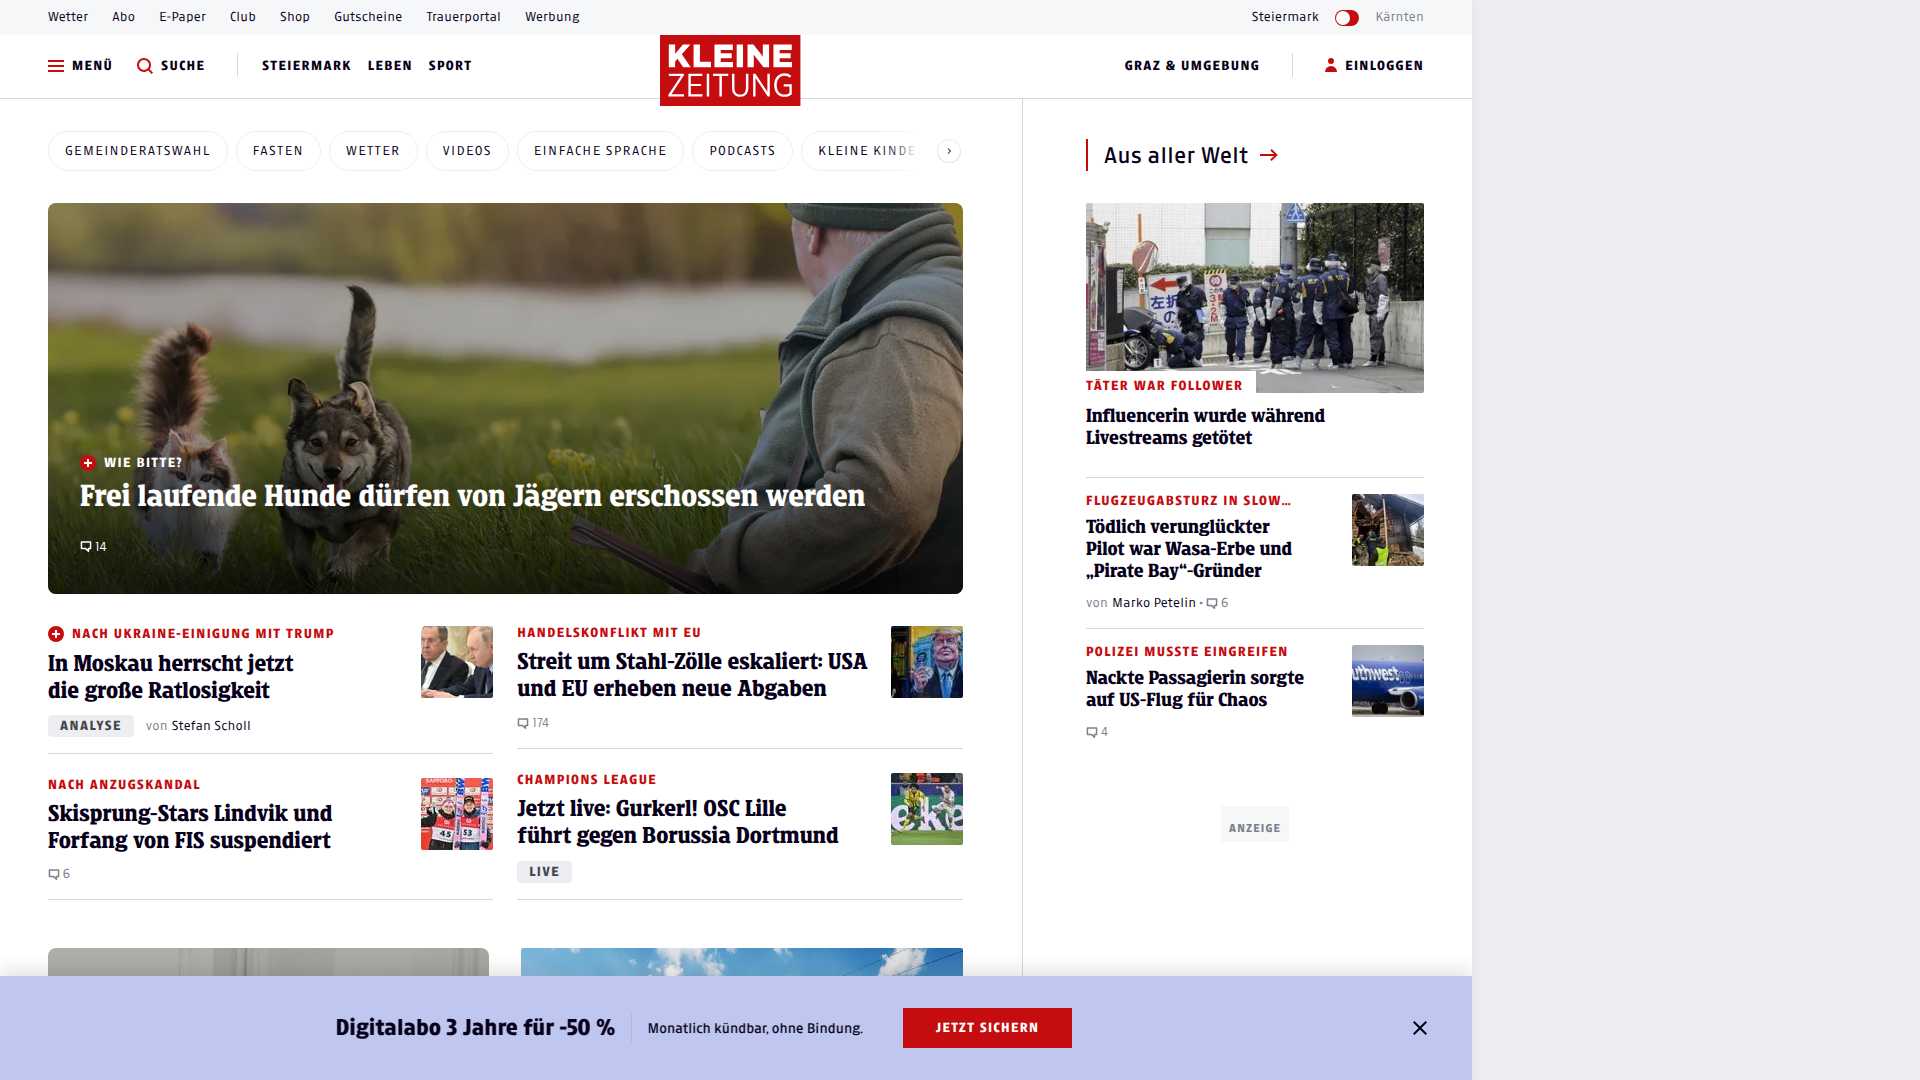 Wetter
Abo
E-Paper
Club
Shop
Gutscheine
Trauerportal
Werbung
Steiermark
Kärnten
MENÜ
SUCHE
STEIERMARK
LEBEN
SPORT
KLEINE
ZEITUNG
GRAZ & UMGEBUNG
EINLOGGEN
GEMEINDERATSWAHL
FASTEN
WETTER
VIDEOS
EINFACHE SPRACHE
PODCASTS
KLEINE KINDE
WIE BITTE?
Frei laufende Hunde dürfen von Jägern erschossen werden
14
NACH UKRAINE-EINIGUNG MIT TRUMP
In Moskau herrscht jetzt
die große Ratlosigkeit
ANALYSE
von Stefan Scholl
HANDELSKONFLIKT MIT EU
Streit um Stahl-Zölle eskaliert: USA
und EU erheben neue Abgaben
174
NACH ANZUGSKANDAL
Skisprung-Stars Lindvik und
Forfang von FIS suspendiert
6
CHAMPIONS LEAGUE
Jetzt live: Gurkerl! OSC Lille
führt gegen Borussia Dortmund
LIVE
Aus aller Welt
TÄTER WAR FOLLOWER
Influencerin wurde während
Livestreams getötet
FLUGZEUGABSTURZ IN SLOW…
Tödlich verunglückter
Pilot war Wasa-Erbe und
„Pirate Bay“-Gründer
von Marko Petelin • 6
POLIZEI MUSSTE EINGREIFEN
Nackte Passagierin sorgte
auf US-Flug für Chaos
4
ANZEIGE
Digitalabo 3 Jahre für -50 %
Monatlich kündbar, ohne Bindung.
JETZT SICHERN